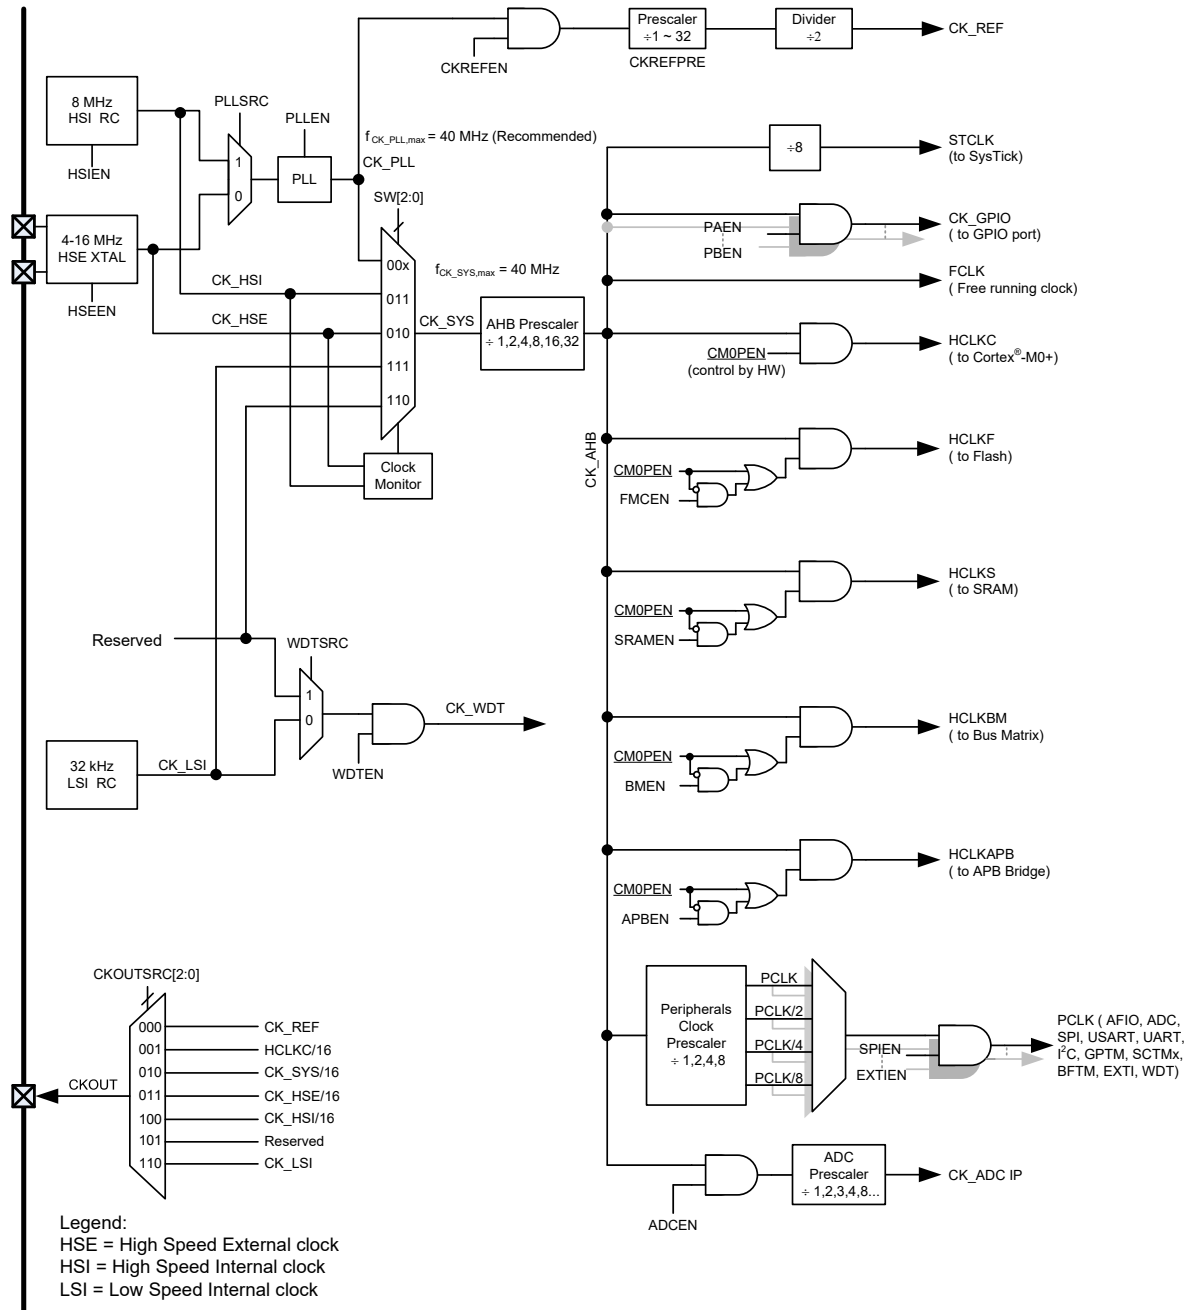 Prescaler
÷1 ~ 32
CKREFPRE
Divider
÷2
CK_REF
CKREFEN
8 MHz
HSI RC
HSIEN
PLLSRC
1
0
PLLEN
PLL
fCK_PLL,max = 40 MHz (Recommended)
CK_PLL
4-16 MHz
HSE XTAL
HSEEN
SW[2:0]
00x
011
010
111
110
CK_HSI
CK_HSE
fCK_SYS,max = 40 MHz
CK_SYS
AHB Prescaler
÷ 1,2,4,8,16,32
Clock
Monitor
CK_AHB
÷8
STCLK
(to SysTick)
PAEN
PBEN
CK_GPIO
( to GPIO port)
FCLK
( Free running clock)
CM0PEN
(control by HW)
HCLKC
( to Cortex®-M0+)
CM0PEN
FMCEN
HCLKF
( to Flash)
CM0PEN
SRAMEN
HCLKS
( to SRAM)
Reserved
WDTSRC
1
0
CK_WDT
WDTEN
32 kHz
LSI RC
CK_LSI
CM0PEN
BMEN
HCLKBM
( to Bus Matrix)
CM0PEN
APBEN
HCLKAPB
( to APB Bridge)
Peripherals
Clock
Prescaler
÷ 1,2,4,8
PCLK
PCLK/2
PCLK/4
PCLK/8
SPIEN
EXTIEN
PCLK ( AFIO, ADC,
SPI, USART, UART,
I²C, GPTM, SCTMx,
BFTM, EXTI, WDT)
ADCEN
ADC
Prescaler
÷ 1,2,3,4,8...
CK_ADC IP
CKOUTSRC[2:0]
CKOUT
000 CK_REF
001 HCLKC/16
010 CK_SYS/16
011 CK_HSE/16
100 CK_HSI/16
101 Reserved
110 CK_LSI
Legend:
HSE = High Speed External clock
HSI = High Speed Internal clock
LSI = Low Speed Internal clock